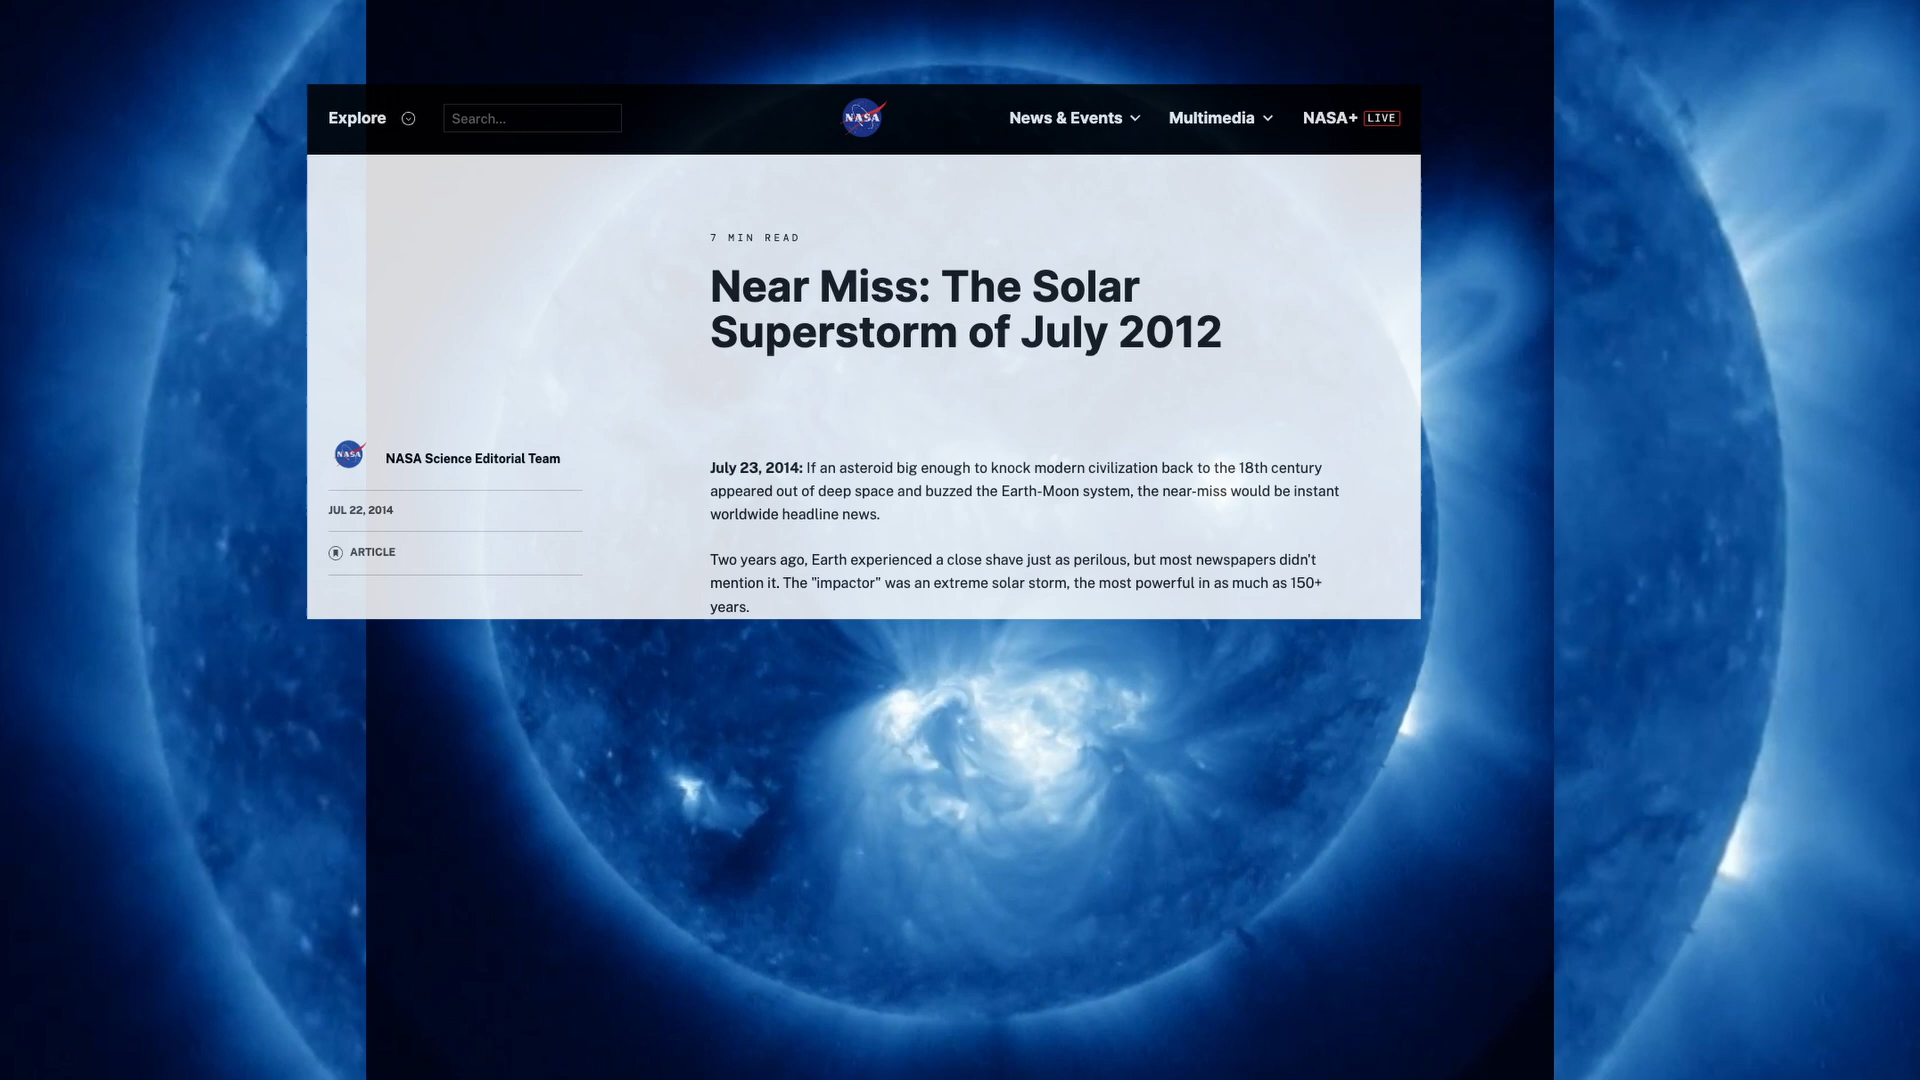 Explore
Search...
NASA
News & Events
Multimedia
NASA+ LIVE
7 MIN READ
Near Miss: The Solar
Superstorm of July 2012
NASA
NASA Science Editorial Team
JUL 22, 2014
ARTICLE
July 23, 2014: If an asteroid big enough to knock modern civilization back to the 18th century
appeared out of deep space and buzzed the Earth-Moon system, the near-miss would be instant
worldwide headline news.
Two years ago, Earth experienced a close shave just as perilous, but most newspapers didn't
mention it. The "impactor" was an extreme solar storm, the most powerful in as much as 150+
years.